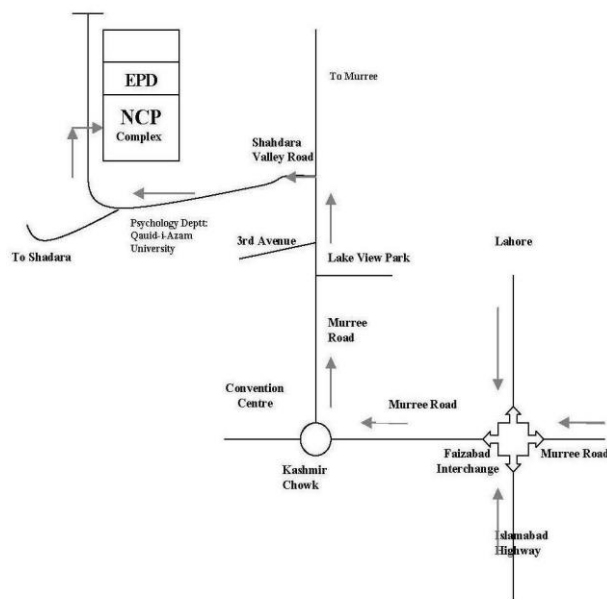 EPD
NCP
Complex
To Murree
Shahdara
Valley Road
Psychology Deptt:
Qauid-i-Azam
University
To Shadara
3rd Avenue
Lake View Park
Lahore
Murree
Road
Convention
Centre
Murree Road
Kashmir
Chowk
Faizabad
Interchange
Murree Road
Islamabad
Highway